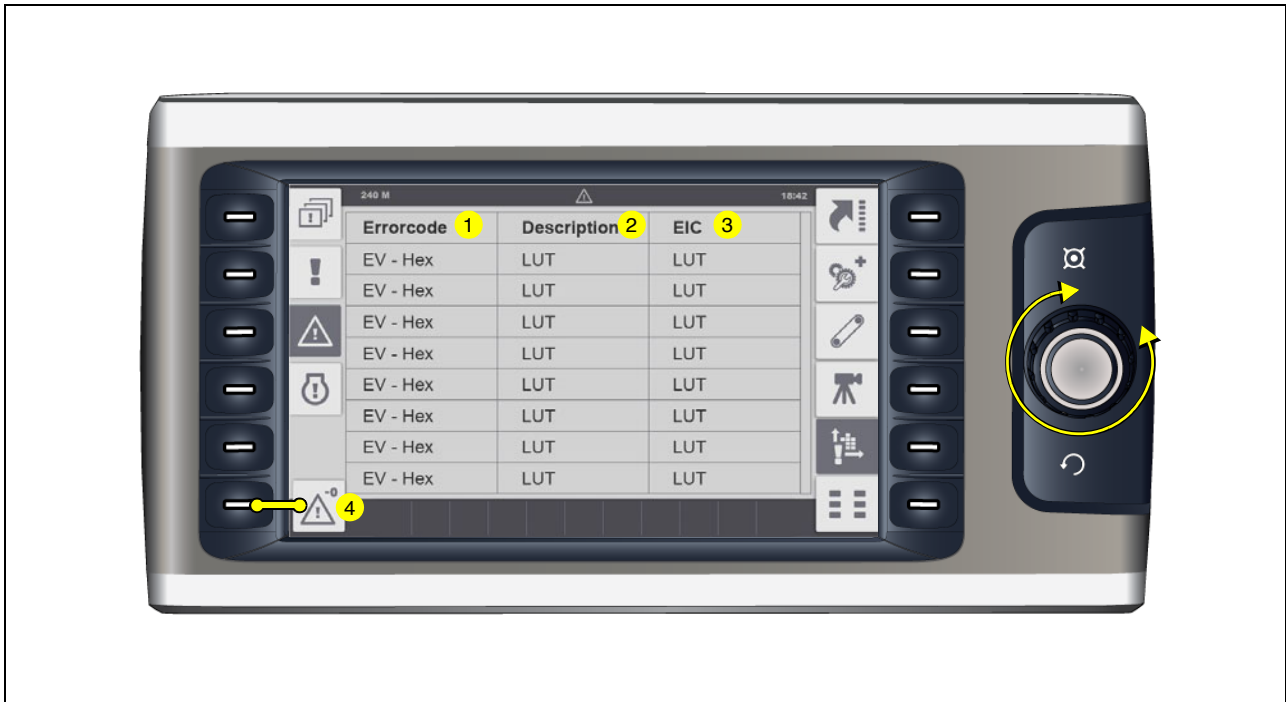 240 M 18:42
Errorcode 1 Description 2 EIC 3
EV - Hex LUT LUT
EV - Hex LUT LUT
EV - Hex LUT LUT
EV - Hex LUT LUT
EV - Hex LUT LUT
EV - Hex LUT LUT
EV - Hex LUT LUT
EV - Hex LUT LUT
-0 4